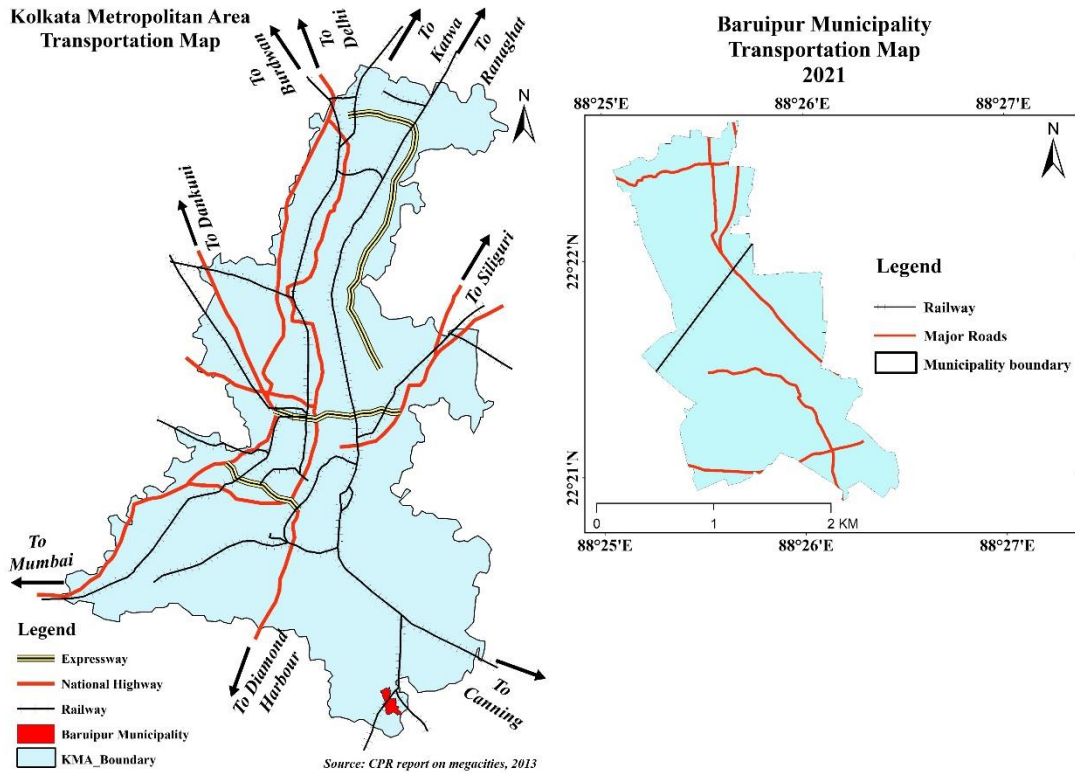 Kolkata Metropolitan Area
Transportation Map
To
Burdwan
To
Delhi
To
Katwa
To
Ranaghat
N
To Dankuni
To Siliguri
To
Mumbai
To Diamond
Harbour
To
Canning
Legend
Expressway
National Highway
Railway
Baruipur Municipality
KMA_Boundary
Source: CPR report on megacities, 2013
Baruipur Municipality
Transportation Map
2021
88°25'E
88°26'E
88°27'E
N
22°22'N
22°21'N
Legend
Railway
Major Roads
Municipality boundary
0
1
2 KM
88°25'E
88°26'E
88°27'E